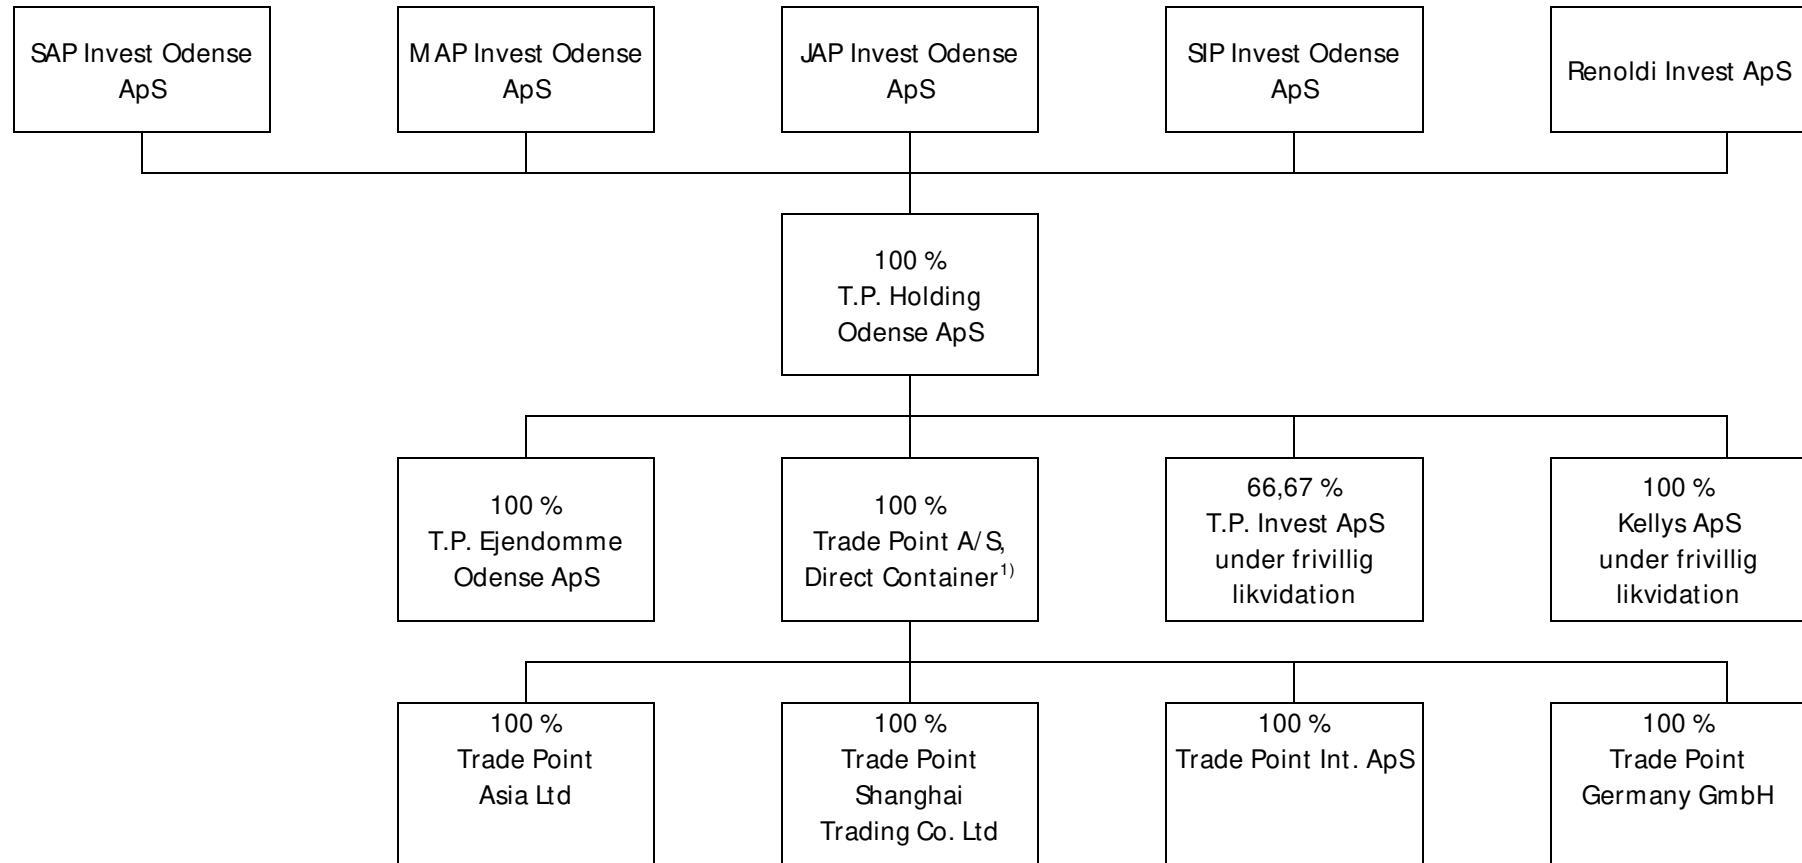 SAP Invest Odense
ApS
MAP Invest Odense
ApS
JAP Invest Odense
ApS
SIP Invest Odense
ApS
Renoldi Invest ApS
100 %
T.P. Holding
Odense ApS
100 %
T.P. Ejendomme
Odense ApS
100 %
Trade Point A/S,
Direct Container¹⁾
66,67 %
T.P. Invest ApS
under frivillig
likvidation
100 %
Kellys ApS
under frivillig
likvidation
100 %
Trade Point
Asia Ltd
100 %
Trade Point
Shanghai
Trading Co. Ltd
100 %
Trade Point Int. ApS
100 %
Trade Point
Germany GmbH